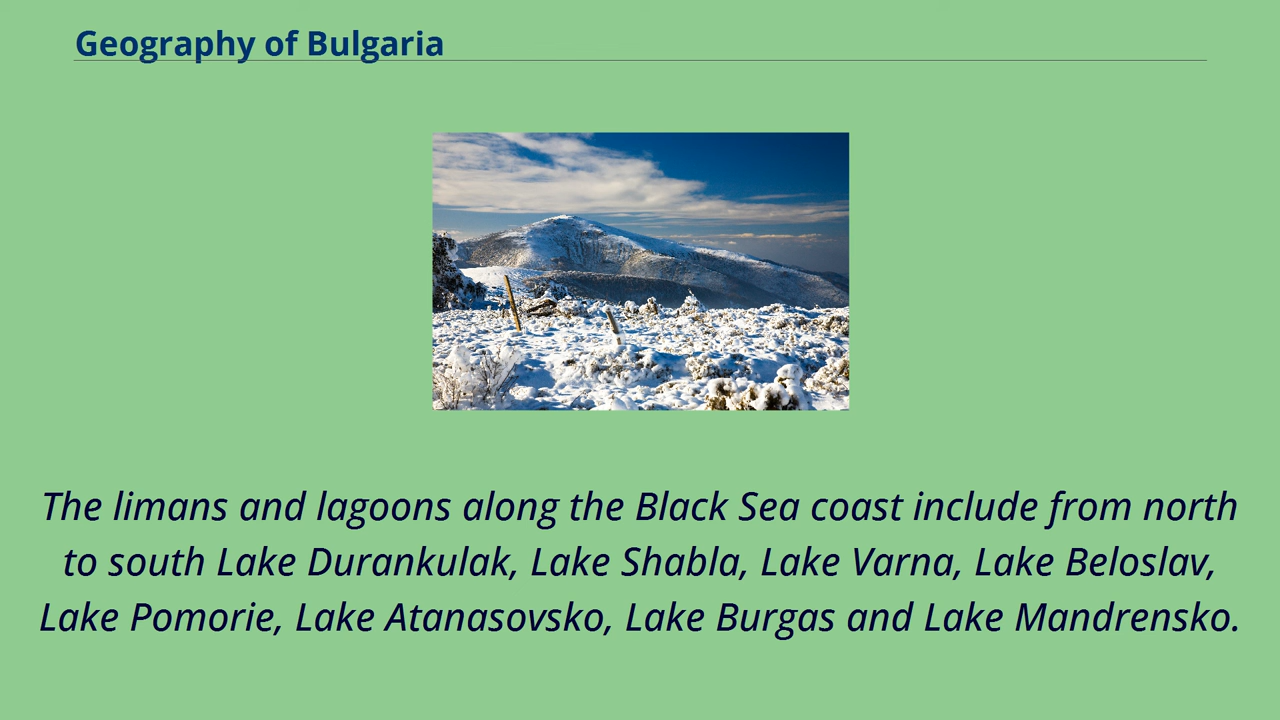 Geography of Bulgaria
The limans and lagoons along the Black Sea coast include from north
to south Lake Durankulak, Lake Shabla, Lake Varna, Lake Beloslav,
Lake Pomorie, Lake Atanasovsko, Lake Burgas and Lake Mandrensko.